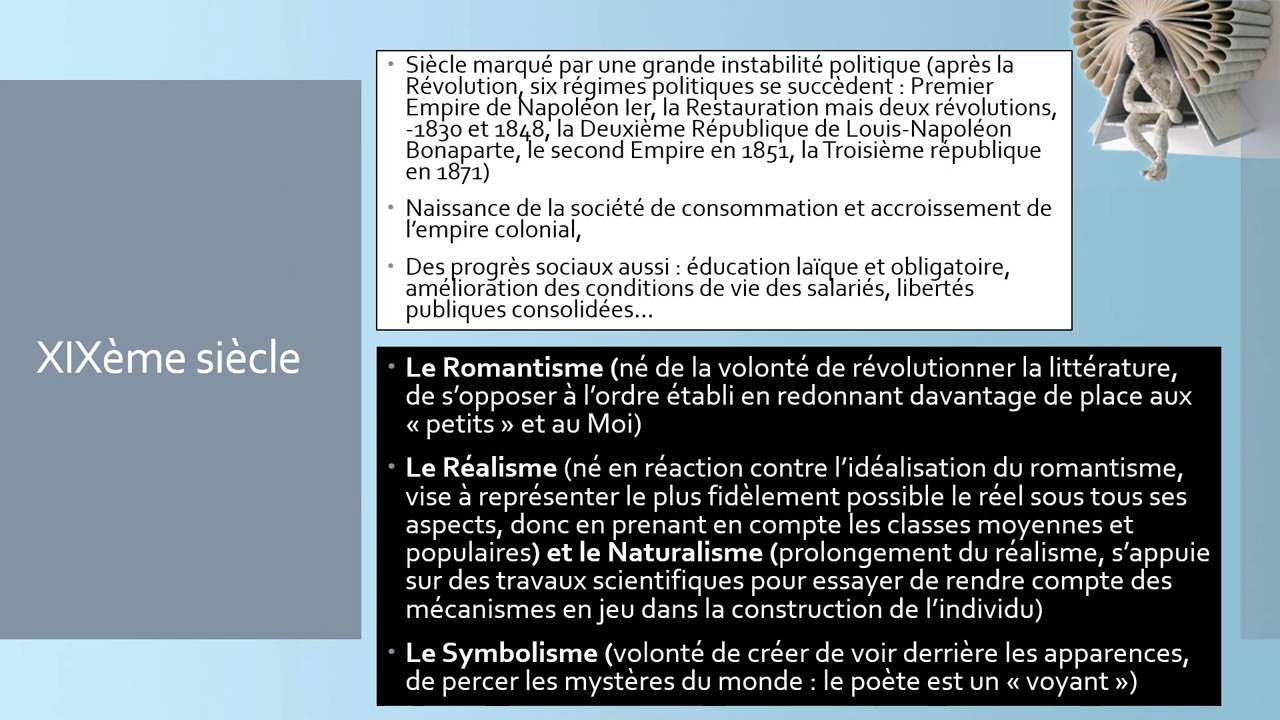 XIXème siècle
• Siècle marqué par une grande instabilité politique (après la
Révolution, six régimes politiques se succèdent : Premier
Empire de Napoléon Ier, la Restauration mais deux révolutions,
-1830 et 1848, la Deuxième République de Louis-Napoléon
Bonaparte, le second Empire en 1851, la Troisième république
en 1871)
• Naissance de la société de consommation et accroissement de
l’empire colonial,
• Des progrès sociaux aussi : éducation laïque et obligatoire,
amélioration des conditions de vie des salariés, libertés
publiques consolidées…
• Le Romantisme (né de la volonté de révolutionner la littérature,
de s’opposer à l’ordre établi en redonnant davantage de place aux
« petits » et au Moi)
• Le Réalisme (né en réaction contre l’idéalisation du romantisme,
vise à représenter le plus fidèlement possible le réel sous tous ses
aspects, donc en prenant en compte les classes moyennes et
populaires) et le Naturalisme (prolongement du réalisme, s’appuie
sur des travaux scientifiques pour essayer de rendre compte des
mécanismes en jeu dans la construction de l’individu)
• Le Symbolisme (volonté de créer de voir derrière les apparences,
de percer les mystères du monde : le poète est un « voyant »)